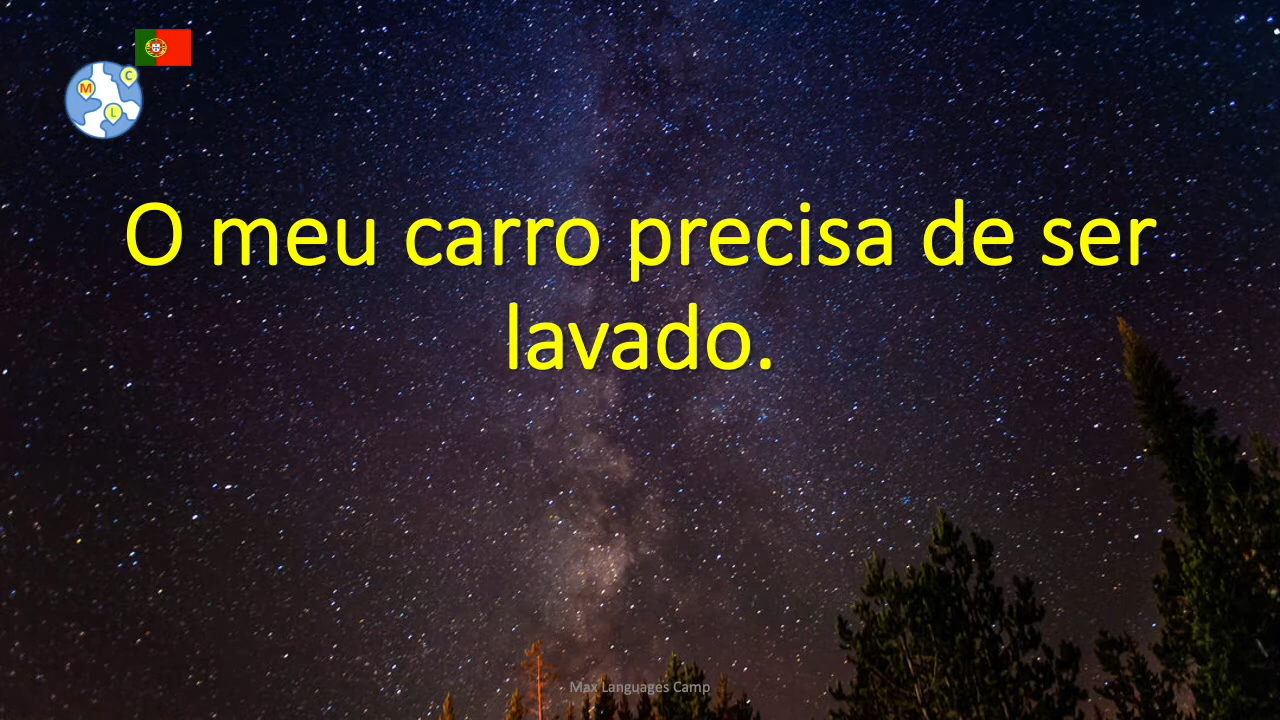 M
C
L
O meu carro precisa de ser
lavado.
Max Languages Camp